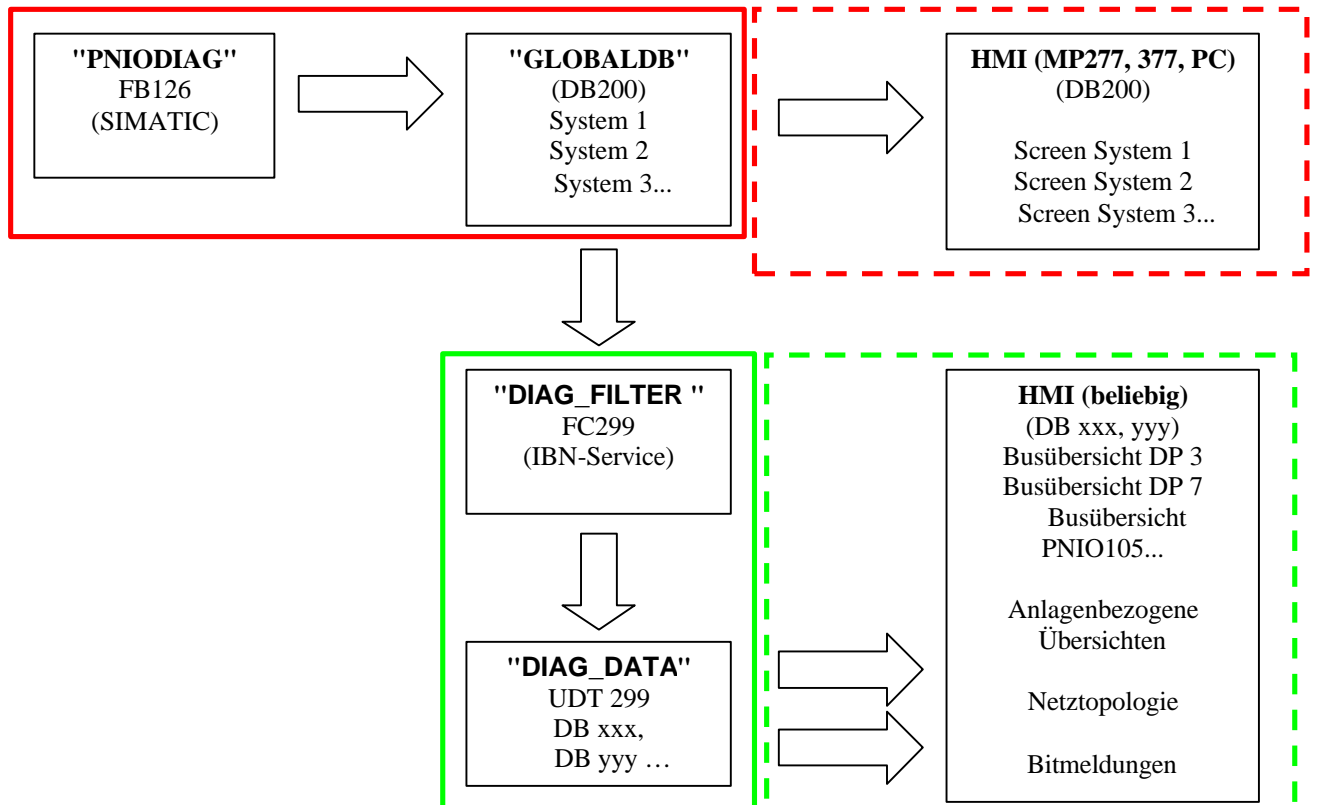 "PNIODIAG"
FB126
(SIMATIC)
"GLOBALDB"
(DB200)
System 1
System 2
System 3...
HMI (MP277, 377, PC)
(DB200)
Screen System 1
Screen System 2
Screen System 3...
"DIAG_FILTER "
FC299
(IBN-Service)
"DIAG_DATA"
UDT 299
DB xxx,
DB yyy …
HMI (beliebig)
(DB xxx, yyy)
Busübersicht DP 3
Busübersicht DP 7
Busübersicht
PNIO105...
Anlagenbezogene
Übersichten
Netztopologie
Bitmeldungen